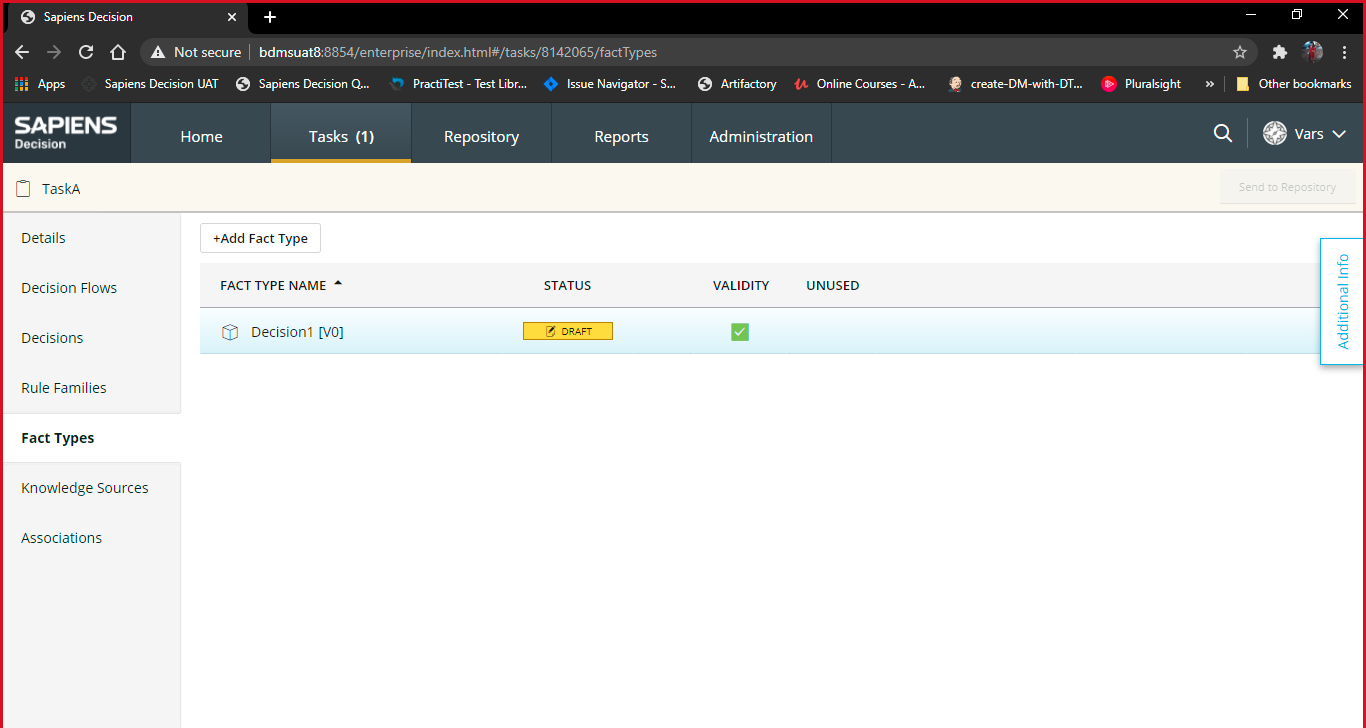 Sapiens Decision
Not secure bdmsuat8:8854/enterprise/index.html#/tasks/8142065/factTypes
Apps Sapiens Decision UAT Sapiens Decision Q... PractiTest - Test Libr... Issue Navigator - S... Artifactory Online Courses - A... create-DM-with-DT... Pluralsight » Other bookmarks
SAPIENS
Decision
Home Tasks (1) Repository Reports Administration Vars
TaskA Send to Repository
Details
Decision Flows
Decisions
Rule Families
Fact Types
Knowledge Sources
Associations
+Add Fact Type
FACT TYPE NAME STATUS VALIDITY UNUSED
Decision1 [V0] DRAFT
Additional Info